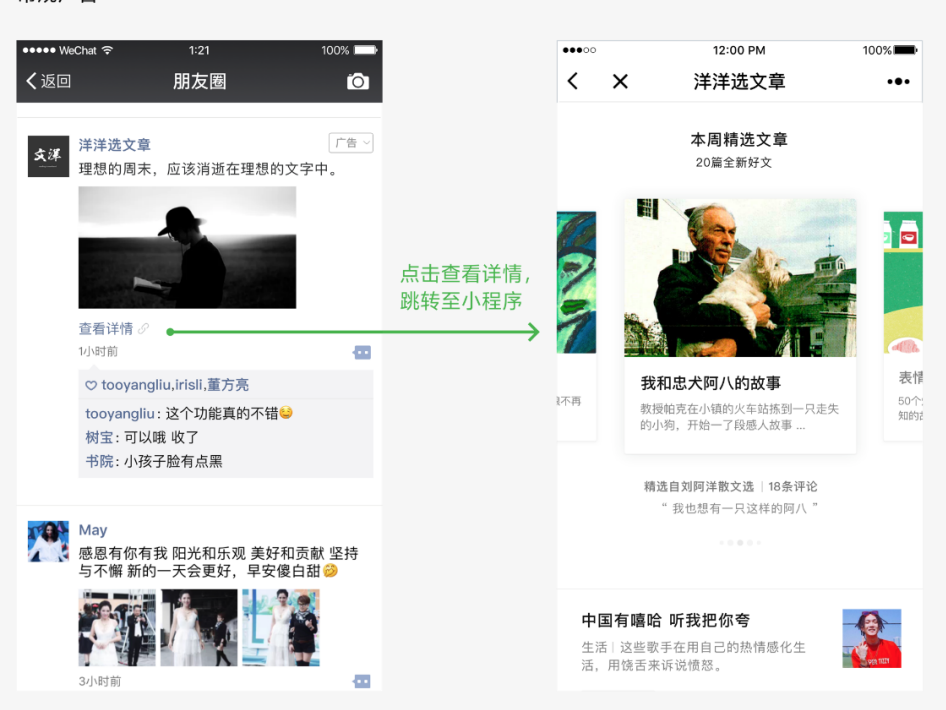 WeChat 1:21 100%
返回 朋友圈
洋洋选文章 广告
理想的周末，应该消逝在理想的文字中。
查看详情
1小时前
tooyangliu,irisli,董方亮
tooyangliu: 这个功能真的不错
树宝: 可以哦 收了
书院: 小孩子脸有点黑
May
感恩有你有我 阳光和乐观 美好和贡献 坚持
与不懈 新的一天会更好，早安傻白甜
3小时前
点击查看详情，
跳转至小程序
12:00 PM 100%
洋洋选文章
本周精选文章
20篇全新好文
我和忠犬阿八的故事
教授帕克在小镇的火车站拣到一只走失
的小狗，开始一了段感人故事 ...
不再
表情
50个
知的
精选自刘阿洋散文选 | 18条评论
“ 我也想有一只这样的阿八 ”
中国有嘻哈 听我把你夸
生活 | 这些歌手在用自己的热情感化生
活，用饶舌来诉说愤怒。